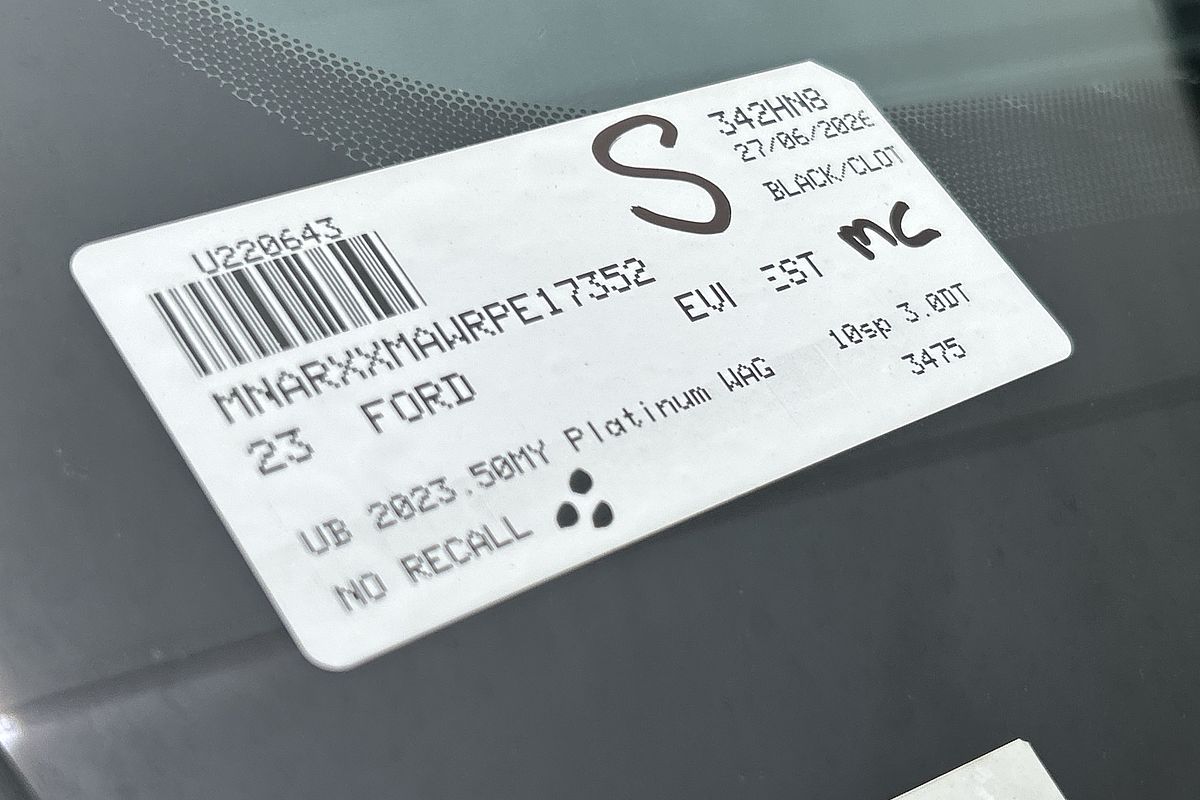 342HN8
S 27/06/2026
BLACK/CLOT
U220643
MC
MNARXXMAWRPE17352 EVI EST
23 FORD 10sp 3.0DT
UB 2023.50MY Platinum WAG 3475
NO RECALL